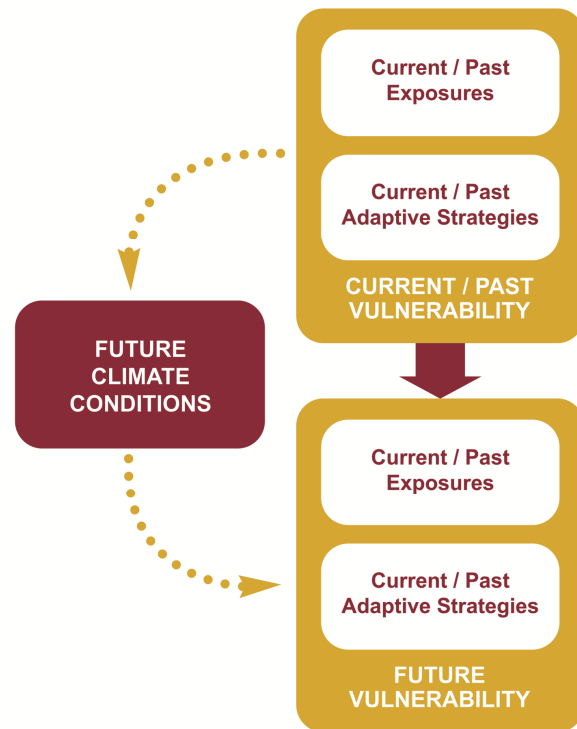 Current / Past
Exposures
Current / Past
Adaptive Strategies
CURRENT / PAST
VULNERABILITY
FUTURE
CLIMATE
CONDITIONS
Current / Past
Exposures
Current / Past
Adaptive Strategies
FUTURE
VULNERABILITY